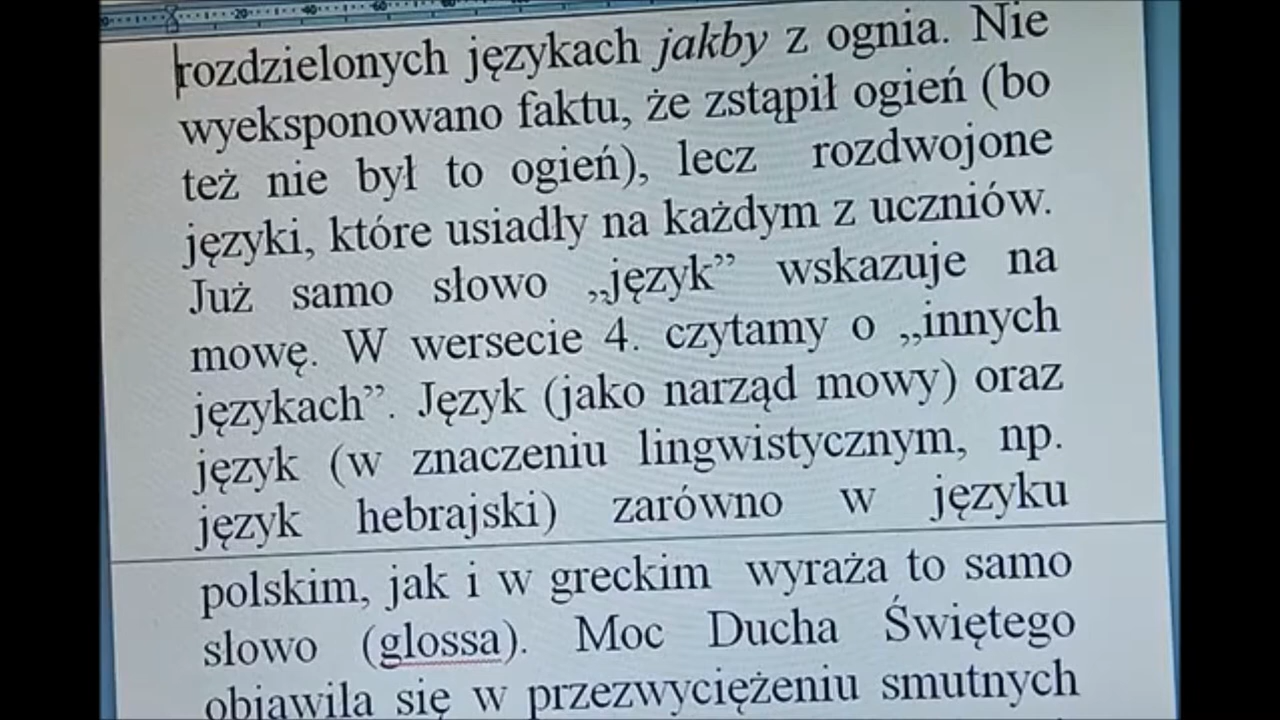 rozdzielonych językach jakby z ognia. Nie
wyeksponowano faktu, że zstąpił ogień (bo
też nie był to ogień), lecz rozdwojone
języki, które usiadły na każdym z uczniów.
Już samo słowo „język” wskazuje na
mowę. W wersecie 4. czytamy o „innych
językach”. Język (jako narząd mowy) oraz
język (w znaczeniu lingwistycznym, np.
język hebrajski) zarówno w języku
polskim, jak i w greckim wyraża to samo
słowo (glossa). Moc Ducha Świętego
objawiła się w przezwyciężeniu smutnych